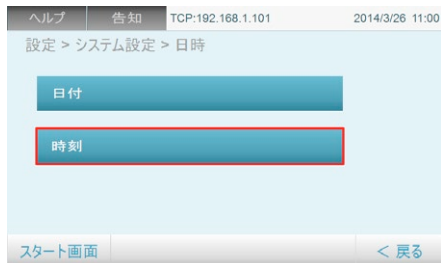 ヘルプ 告知 TCP:192.168.1.101 2014/3/26 11:00
設定 > システム設定 > 日時
日付
時刻
スタート画面 < 戻る